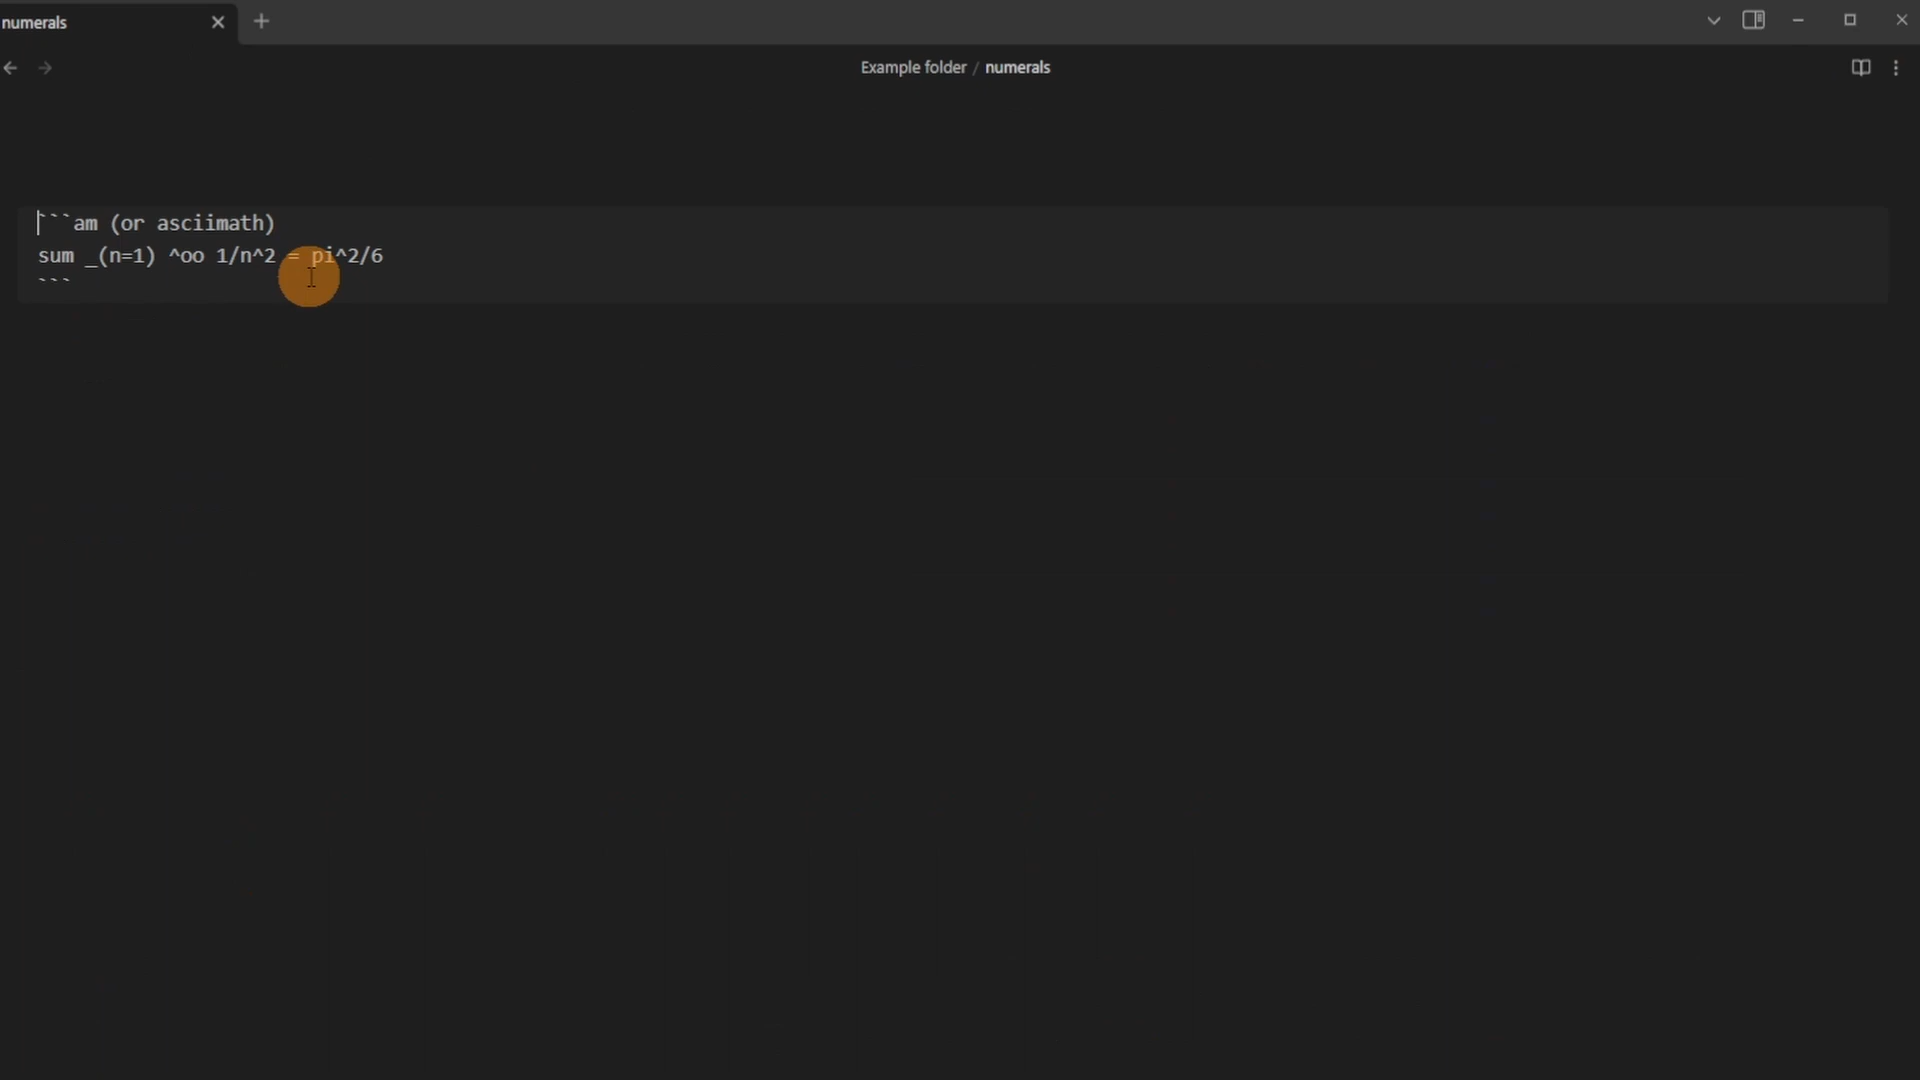 numerals
Example folder / numerals
```am (or asciimath)
sum _(n=1) ^oo 1/n^2 = pi^2/6
```